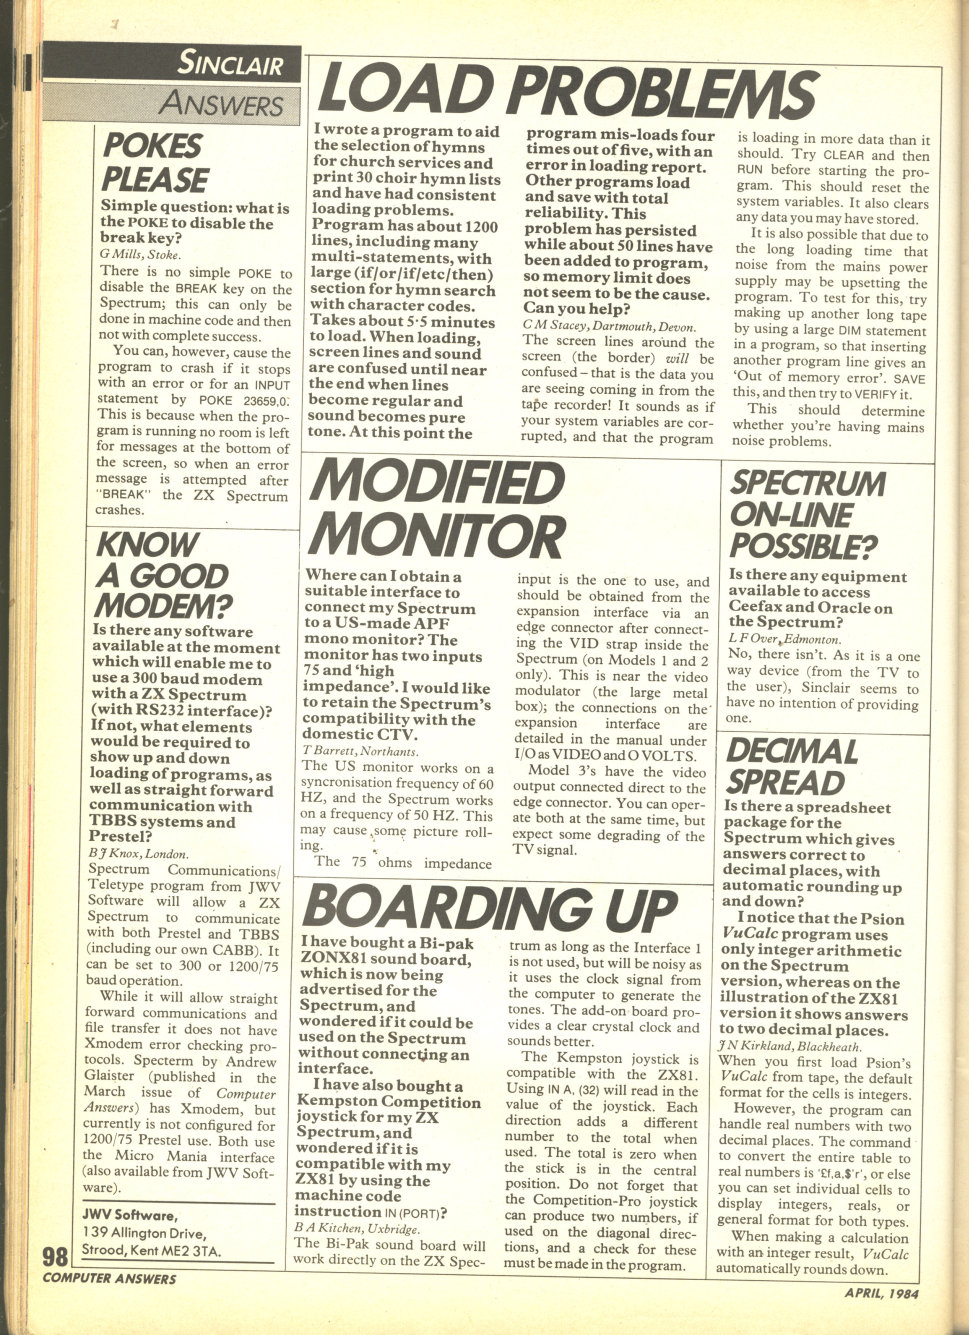 SINCLAIR
ANSWERS
POKES
PLEASE
Simple question: what is
the POKE to disable the
break key?
G Mills, Stoke.
There is no simple POKE to
disable the BREAK key on the
Spectrum; this can only be
done in machine code and then
not with complete success.
You can, however, cause the
program to crash if it stops
with an error or for an INPUT
statement by POKE 23659,0.
This is because when the pro-
gram is running no room is left
for messages at the bottom of
the screen, so when an error
message is attempted after
"BREAK" the ZX Spectrum
crashes.
KNOW
A GOOD
MODEM?
Is there any software
available at the moment
which will enable me to
use a 300 baud modem
with a ZX Spectrum
(with RS232 interface)?
If not, what elements
would be required to
show up and down
loading of programs, as
well as straight forward
communication with
TBBS systems and
Prestel?
B J Knox, London.
Spectrum Communications/
Teletype program from JWV
Software will allow a ZX
Spectrum to communicate
with both Prestel and TBBS
(including our own CABB). It
can be set to 300 or 1200/75
baud operation.
While it will allow straight
forward communications and
file transfer it does not have
Xmodem error checking pro-
tocols. Specterm by Andrew
Glaister (published in the
March issue of Computer
Answers) has Xmodem, but
currently is not configured for
1200/75 Prestel use. Both use
the Micro Mania interface
(also available from JWV Soft-
ware).
JWV Software,
139 Allington Drive,
Strood, Kent ME2 3TA.
LOAD PROBLEMS
I wrote a program to aid
the selection of hymns
for church services and
print 30 choir hymn lists
and have had consistent
loading problems.
Program has about 1200
lines, including many
multi-statements, with
large (if/or/if/etc/then)
section for hymn search
with character codes.
Takes about 5·5 minutes
to load. When loading,
screen lines and sound
are confused until near
the end when lines
become regular and
sound becomes pure
tone. At this point the
program mis-loads four
times out of five, with an
error in loading report.
Other programs load
and save with total
reliability. This
problem has persisted
while about 50 lines have
been added to program,
so memory limit does
not seem to be the cause.
Can you help?
C M Stacey, Dartmouth, Devon.
The screen lines around the
screen (the border) will be
confused – that is the data you
are seeing coming in from the
tape recorder! It sounds as if
your system variables are cor-
rupted, and that the program
is loading in more data than it
should. Try CLEAR and then
RUN before starting the pro-
gram. This should reset the
system variables. It also clears
any data you may have stored.
It is also possible that due to
the long loading time that
noise from the mains power
supply may be upsetting the
program. To test for this, try
making up another long tape
by using a large DIM statement
in a program, so that inserting
another program line gives an
'Out of memory error'. SAVE
this, and then try to VERIFY it.
This should determine
whether you're having mains
noise problems.
MODIFIED
MONITOR
Where can I obtain a
suitable interface to
connect my Spectrum
to a US-made APF
mono monitor? The
monitor has two inputs
75 and 'high
impedance'. I would like
to retain the Spectrum's
compatibility with the
domestic CTV.
T Barrett, Northants.
The US monitor works on a
syncronisation frequency of 60
HZ, and the Spectrum works
on a frequency of 50 HZ. This
may cause some picture roll-
ing.
The 75 ohms impedance
input is the one to use, and
should be obtained from the
expansion interface via an
edge connector after connect-
ing the VID strap inside the
Spectrum (on Models 1 and 2
only). This is near the video
modulator (the large metal
box); the connections on the
expansion interface are
detailed in the manual under
I/O as VIDEO and O VOLTS.
Model 3's have the video
output connected direct to the
edge connector. You can oper-
ate both at the same time, but
expect some degrading of the
TV signal.
SPECTRUM
ON-LINE
POSSIBLE?
Is there any equipment
available to access
Ceefax and Oracle on
the Spectrum?
L F Over, Edmonton.
No, there isn't. As it is a one
way device (from the TV to
the user), Sinclair seems to
have no intention of providing
one.
DECIMAL
SPREAD
Is there a spreadsheet
package for the
Spectrum which gives
answers correct to
decimal places, with
automatic rounding up
and down?
I notice that the Psion
VuCalc program uses
only integer arithmetic
on the Spectrum
version, whereas on the
illustration of the ZX81
version it shows answers
to two decimal places.
J N Kirkland, Blackheath.
When you first load Psion's
VuCalc from tape, the default
format for the cells is integers.
However, the program can
handle real numbers with two
decimal places. The command
to convert the entire table to
real numbers is '£f,a,$'r', or else
you can set individual cells to
display integers, reals, or
general format for both types.
When making a calculation
with an integer result, VuCalc
automatically rounds down.
BOARDING UP
I have bought a Bi-pak
ZONX81 sound board,
which is now being
advertised for the
Spectrum, and
wondered if it could be
used on the Spectrum
without connecting an
interface.
I have also bought a
Kempston Competition
joystick for my ZX
Spectrum, and
wondered if it is
compatible with my
ZX81 by using the
machine code
instruction IN (PORT)?
B A Kitchen, Uxbridge.
The Bi-Pak sound board will
work directly on the ZX Spec-
trum as long as the Interface 1
is not used, but will be noisy as
it uses the clock signal from
the computer to generate the
tones. The add-on board pro-
vides a clear crystal clock and
sounds better.
The Kempston joystick is
compatible with the ZX81.
Using IN A, (32) will read in the
value of the joystick. Each
direction adds a different
number to the total when
used. The total is zero when
the stick is in the central
position. Do not forget that
the Competition-Pro joystick
can produce two numbers, if
used on the diagonal direc-
tions, and a check for these
must be made in the program.
98
COMPUTER ANSWERS
APRIL, 1984